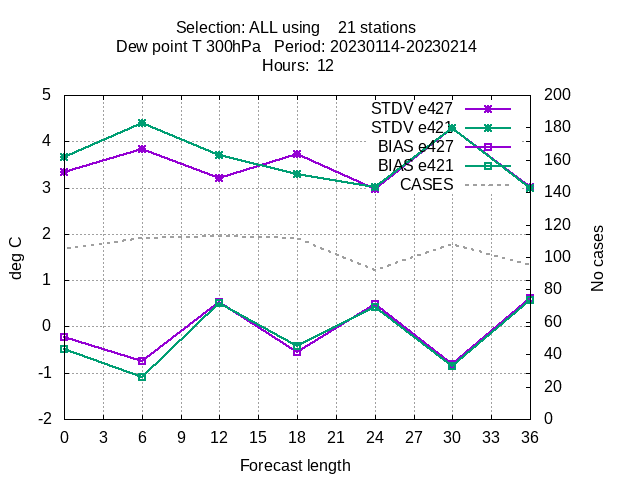 Selection: ALL using    21 stations
Dew point T 300hPa   Period: 20230114-20230214
Hours: 12
STDV e427
STDV e421
BIAS e427
BIAS e421
CASES
5
4
3
2
1
0
-1
-2
deg C
200
180
160
140
120
100
80
60
40
20
0
No cases
0 3 6 9 12 15 18 21 24 27 30 33 36
Forecast length